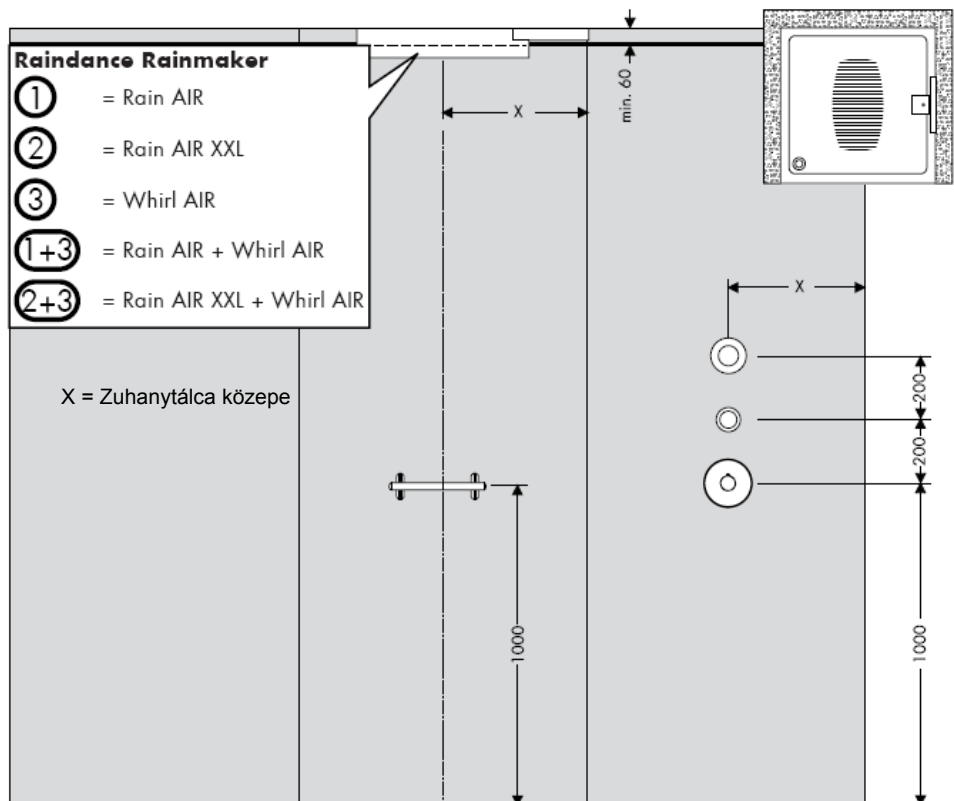 Raindance Rainmaker
1 = Rain AIR
2 = Rain AIR XXL
3 = Whirl AIR
1+3 = Rain AIR + Whirl AIR
2+3 = Rain AIR XXL + Whirl AIR
X = Zuhanytálca közepe
X
min. 60
X
200
200
1000
1000